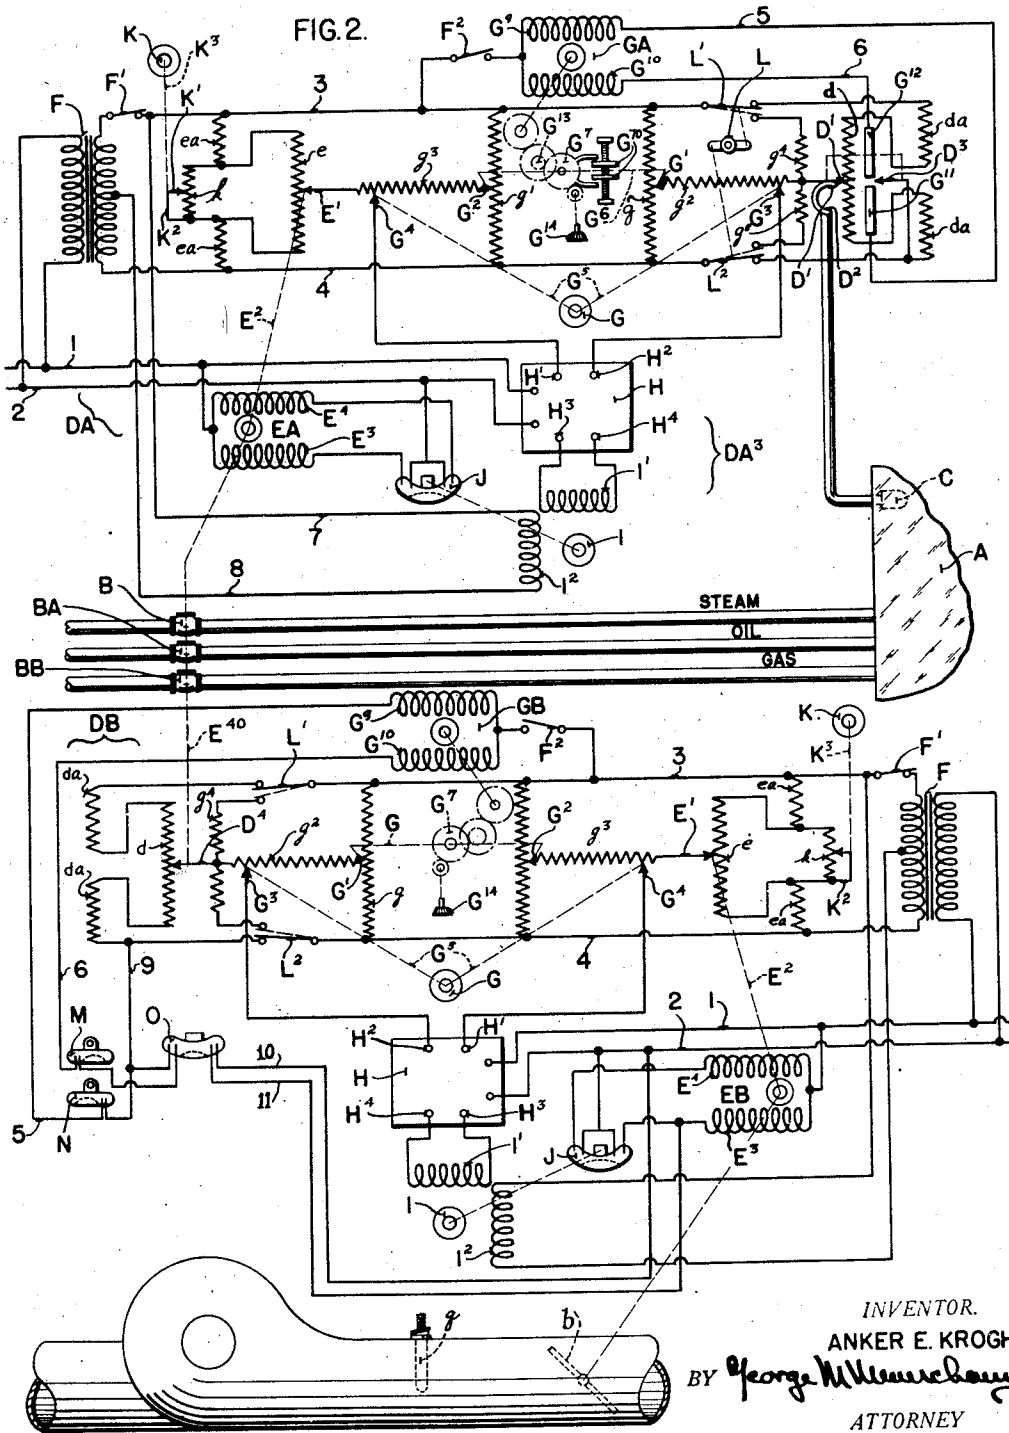 FIG. 2.
K K³ F² G⁹ GA 5
F' K' 3 G¹⁰ L' L 6 G¹²
F ea e g³ G¹³ G⁷ G⁷⁰ G' g⁴ D' d da
k E' G² g' G⁶ g g² G³ D³
K² ea G⁴ G¹⁴ g⁴ G¹¹
4 L² D' D² da
E² G⁵ G
1 H' H² H
2 DA E⁴ EA E³ H³ H⁴ DA³
J I' C
7 I A
8 I²
B STEAM
BA OIL
BB GAS
G⁹ GB K
DB E⁴⁰ L' G¹⁰ F² K³ F'
da g⁴ 3 ea F
d D⁴ g² G G⁷ G² g³ E' e k
da G³ G' g G¹⁴ G⁴ K²
L² G⁵ 4 ea
6 9 G E²
M O H² H' 2 1
10 H E⁴ EB
11 H⁴ H³
5 N I' J E³
I I²
g b
INVENTOR.
ANKER E. KROGH
BY George M
ATTORNEY